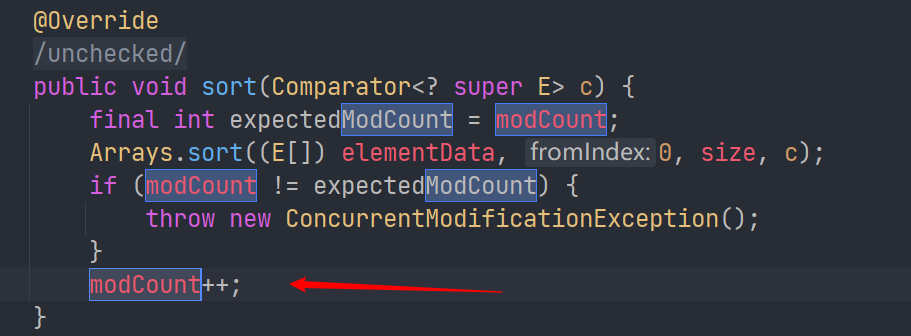 @Override
/unchecked/
public void sort(Comparator<? super E> c) {
final int expectedModCount = modCount;
Arrays.sort((E[]) elementData, fromIndex: 0, size, c);
if (modCount != expectedModCount) {
throw new ConcurrentModificationException();
}
modCount++;
}